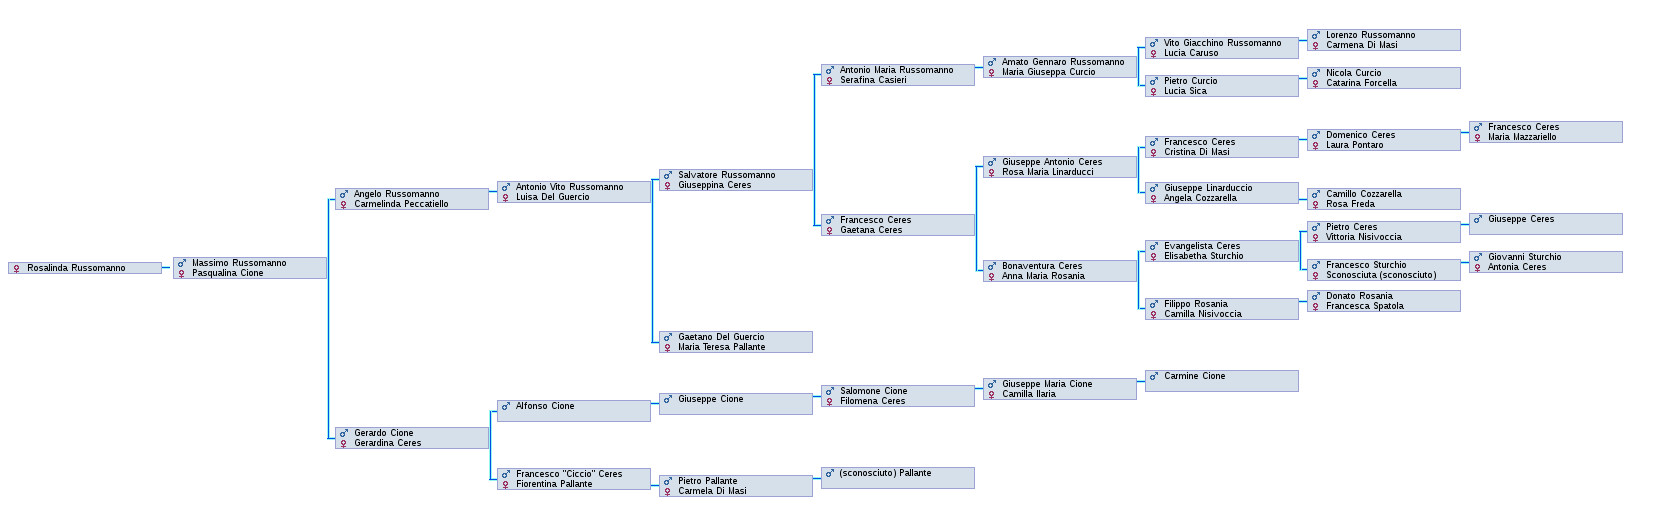 Rosalinda Russomanno
Massimo Russomanno
Pasqualina Cione
Angelo Russomanno
Carmelinda Peccatiello
Gerardo Cione
Gerardina Ceres
Antonio Vito Russomanno
Luisa Del Guercio
Alfonso Cione
Francesco "Ciccio" Ceres
Fiorentina Pallante
Salvatore Russomanno
Giuseppina Ceres
Gaetano Del Guercio
Maria Teresa Pallante
Giuseppe Cione
Pietro Pallante
Carmela Di Masi
Antonio Maria Russomanno
Serafina Casieri
Francesco Ceres
Gaetana Ceres
Salomone Cione
Filomena Ceres
(sconosciuto) Pallante
Amato Gennaro Russomanno
Maria Giuseppa Curcio
Giuseppe Antonio Ceres
Rosa Maria Linarducci
Bonaventura Ceres
Anna Maria Rosania
Giuseppe Maria Cione
Camilla Ilaria
Vito Giacchino Russomanno
Lucia Caruso
Pietro Curcio
Lucia Sica
Francesco Ceres
Cristina Di Masi
Giuseppe Linarduccio
Angela Cozzarella
Evangelista Ceres
Elisabetha Sturchio
Filippo Rosania
Camilla Nisivoccia
Carmine Cione
Lorenzo Russomanno
Carmena Di Masi
Nicola Curcio
Catarina Forcella
Domenico Ceres
Laura Pontaro
Camillo Cozzarella
Rosa Freda
Pietro Ceres
Vittoria Nisivoccia
Francesco Sturchio
Sconosciuta (sconosciuto)
Donato Rosania
Francesca Spatola
Francesco Ceres
Maria Mazzariello
Giuseppe Ceres
Giovanni Sturchio
Antonia Ceres